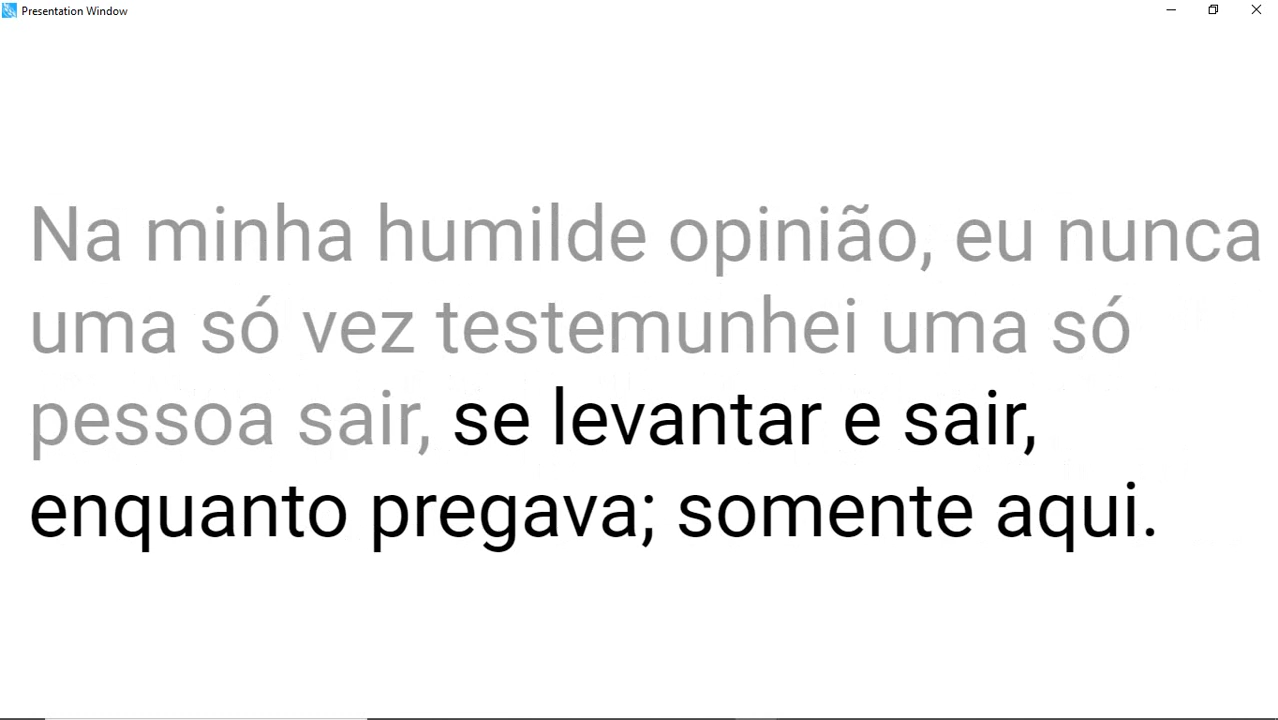 Presentation Window
Na minha humilde opinião, eu nunca
uma só vez testemunhei uma só
pessoa sair, se levantar e sair,
enquanto pregava; somente aqui.